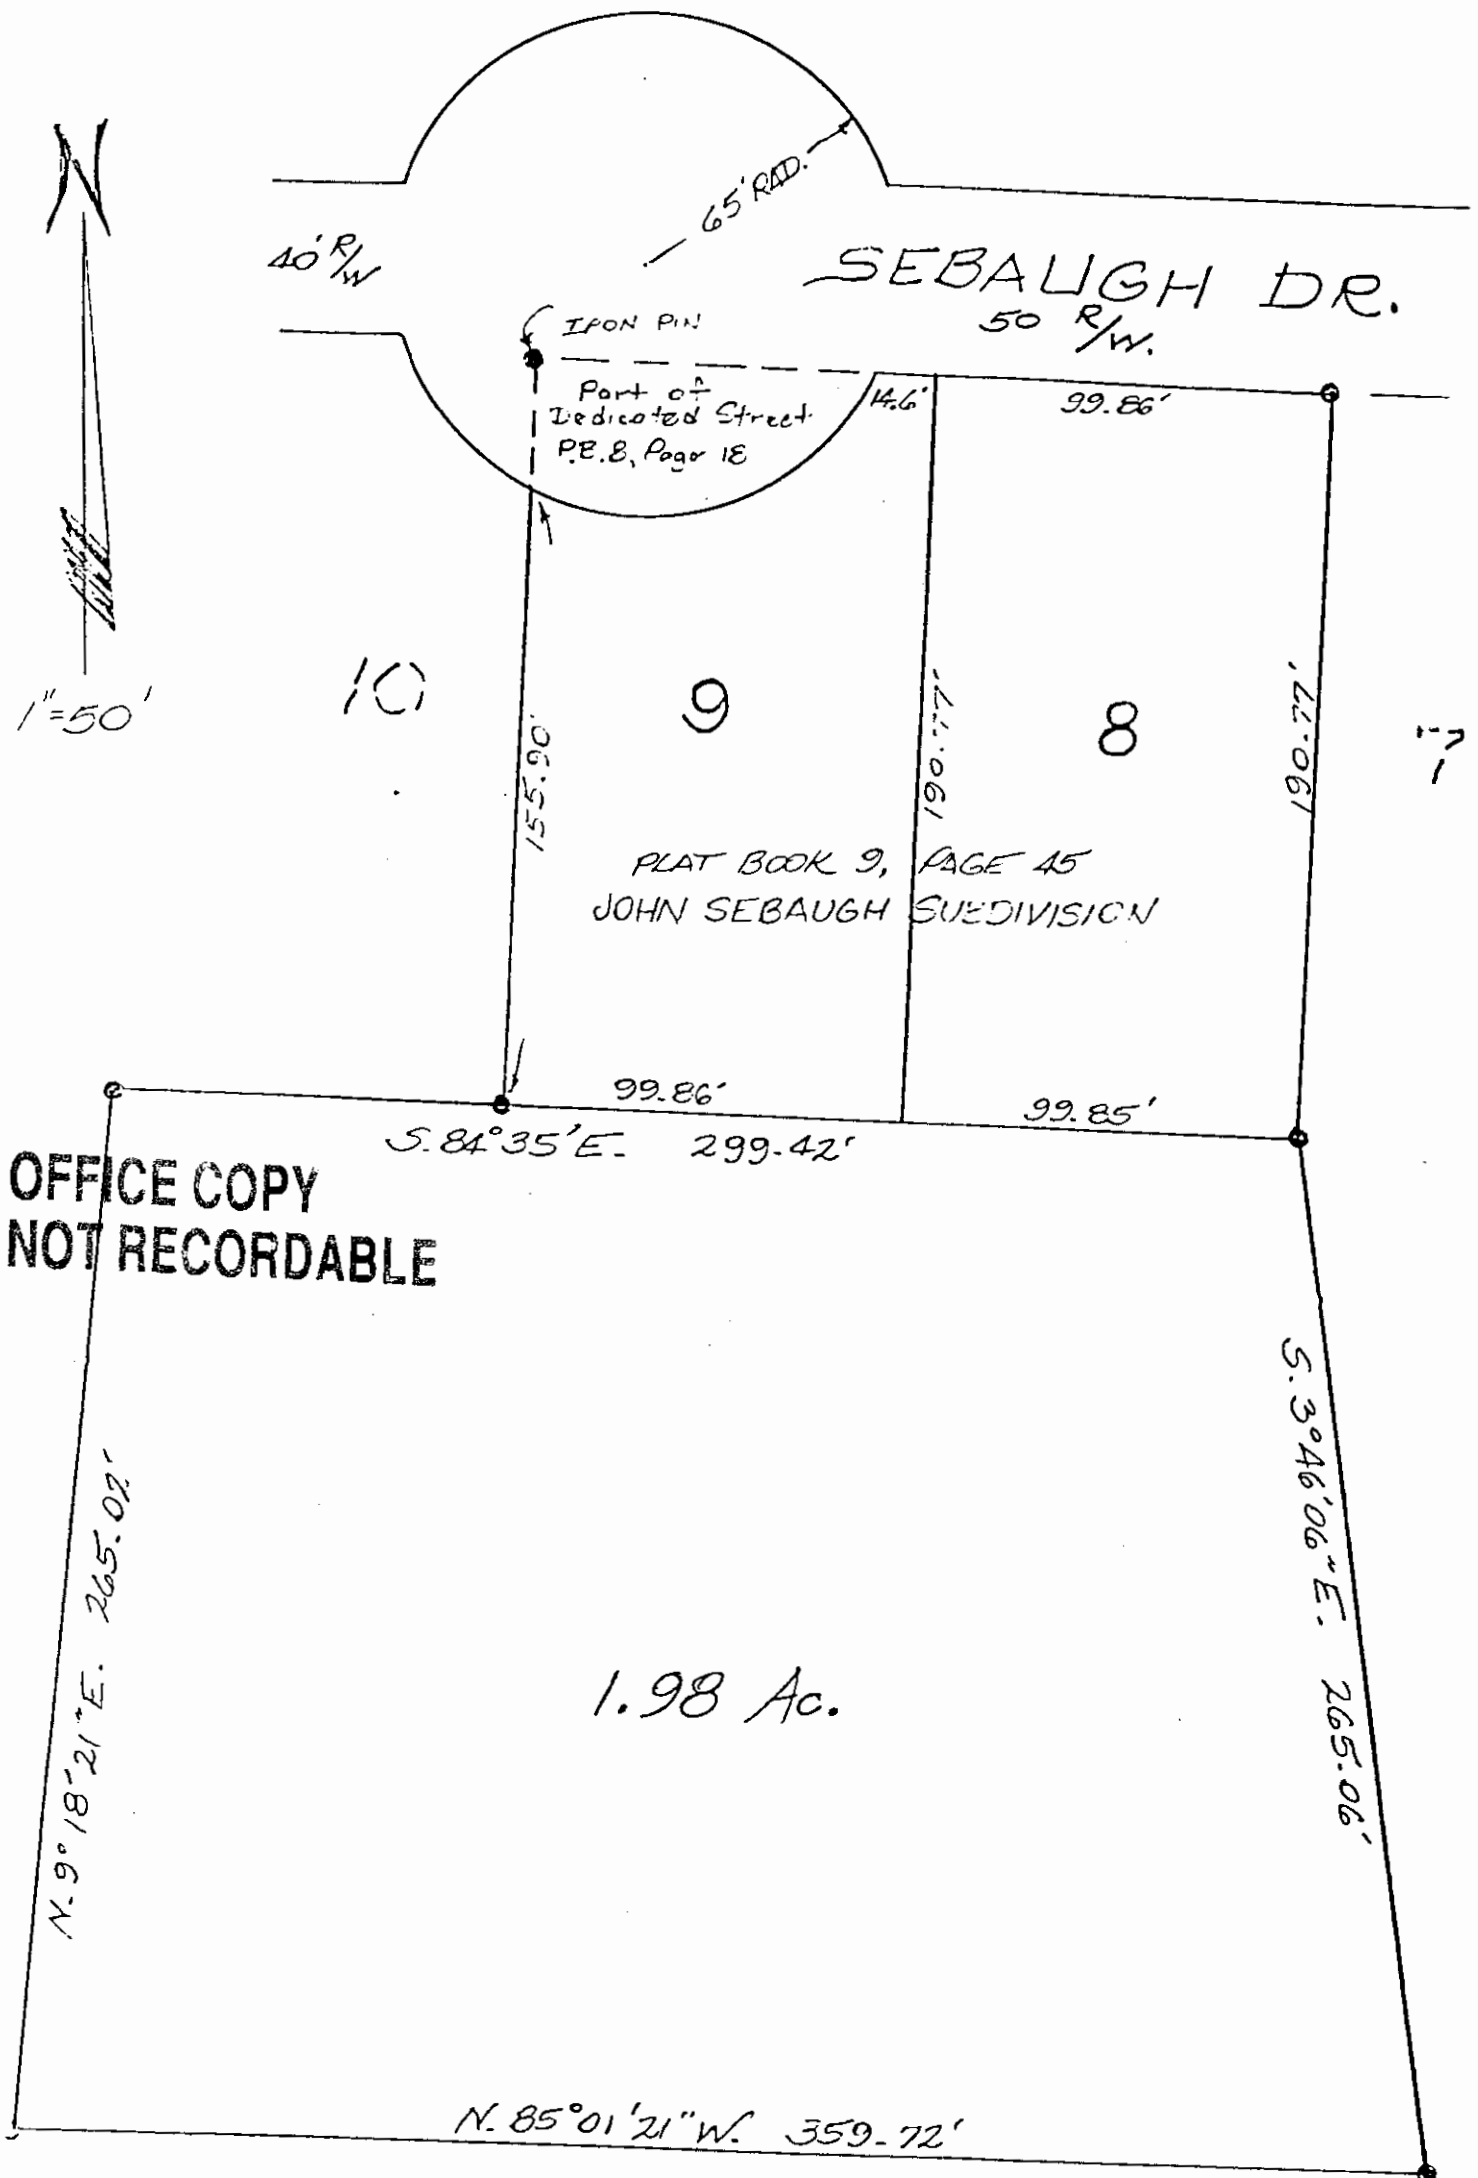 N
1"=50'
65' RAD.
40' R/W
SEBAUGH DR.
50 R/W.
IRON PIN
Part of
Dedicated Street
P.B.8, Page 18
14.6'
99.86'
10
9
8
7
155.90'
190.77'
190.77'
PLAT BOOK 9, PAGE 45
JOHN SEBAUGH SUBDIVISION
99.86'
99.85'
S. 84°35'E. 299.42'
OFFICE COPY
NOT RECORDABLE
N. 9°18'21"E. 265.02'
S. 3°46'06"E. 265.06'
1.98 Ac.
N. 85°01'21"W. 359.72'